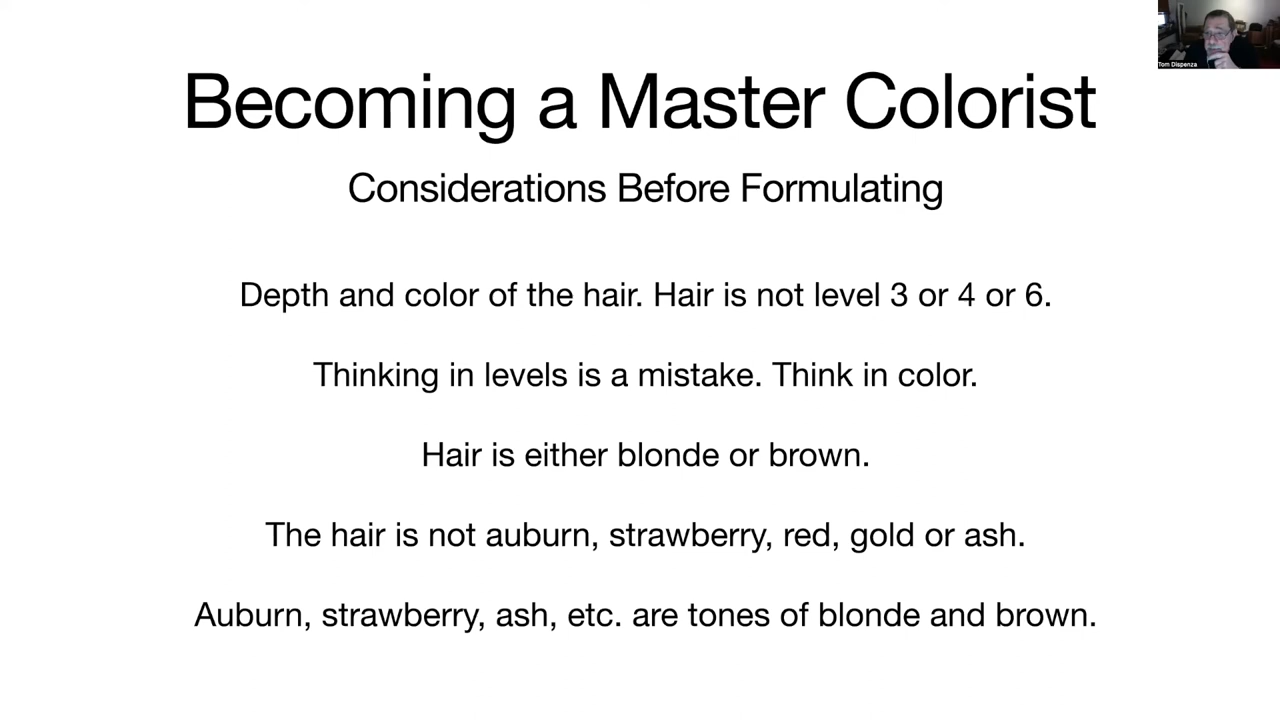 Becoming a Master Colorist
Considerations Before Formulating
Depth and color of the hair. Hair is not level 3 or 4 or 6.
Thinking in levels is a mistake. Think in color.
Hair is either blonde or brown.
The hair is not auburn, strawberry, red, gold or ash.
Auburn, strawberry, ash, etc. are tones of blonde and brown.
Tom Dispenza